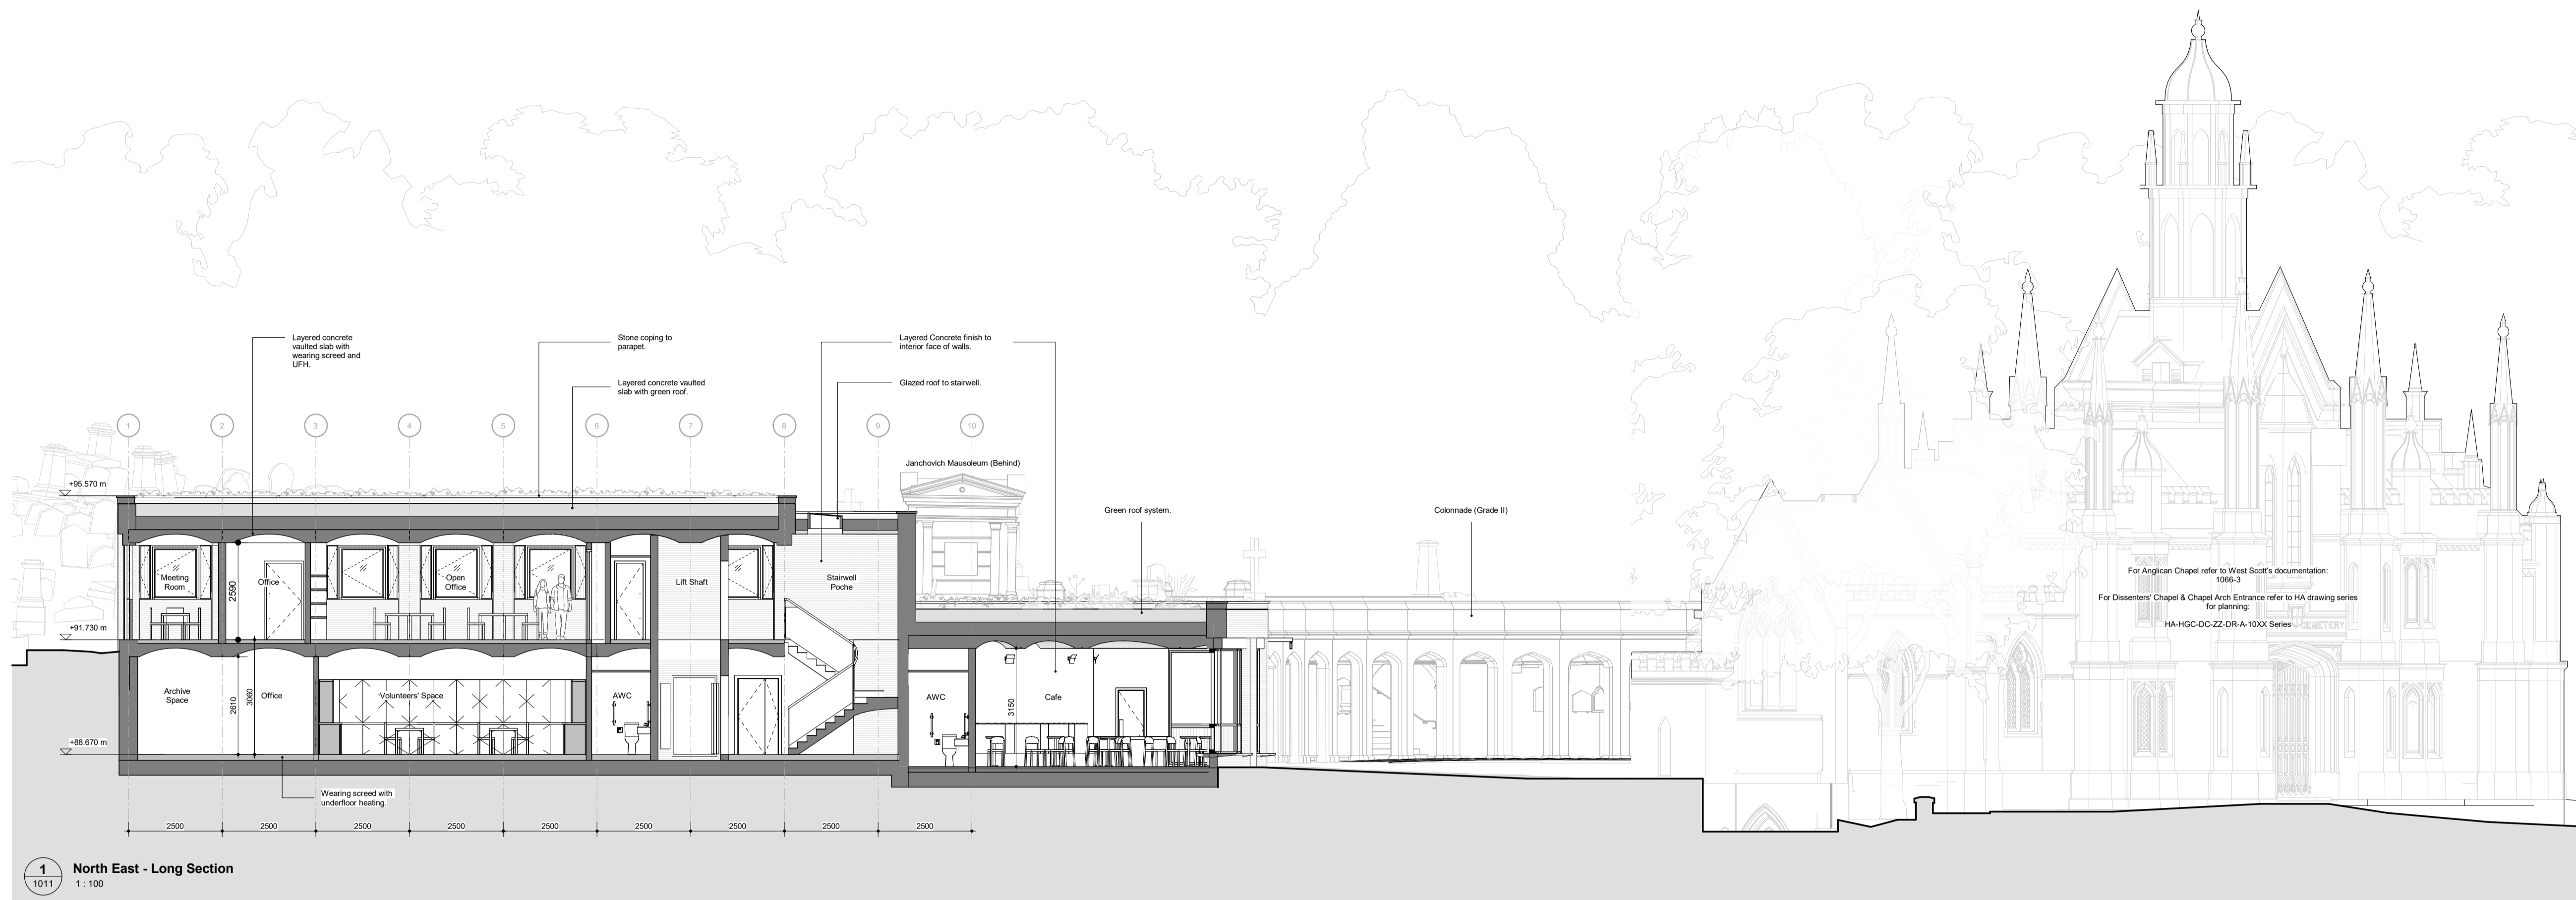 Layered concrete
vaulted slab with
wearing screed and
UFH.
Stone coping to
parapet.
Layered concrete vaulted
slab with green roof.
Layered Concrete finish to
interior face of walls.
Glazed roof to stairwell.
1 2 3 4 5 6 7 8 9 10
Janchovich Mausoleum (Behind)
+95.570 m
Green roof system.
Colonnade (Grade II)
Meeting
Room
Office
2590
Open
Office
Lift Shaft
Stairwell
Poche
+91.730 m
For Anglican Chapel refer to West Scott's documentation:
1066-3
For Dissenters' Chapel & Chapel Arch Entrance refer to HA drawing series
for planning:
HA-HGC-DC-ZZ-DR-A-10XX Series
CEMETERY
Archive
Space
Office
2610
3060
Volunteers' Space
AWC
AWC
3150
Cafe
+88.670 m
Wearing screed with
underfloor heating.
2500 2500 2500 2500 2500 2500 2500 2500 2500
1
1011
North East - Long Section
1 : 100